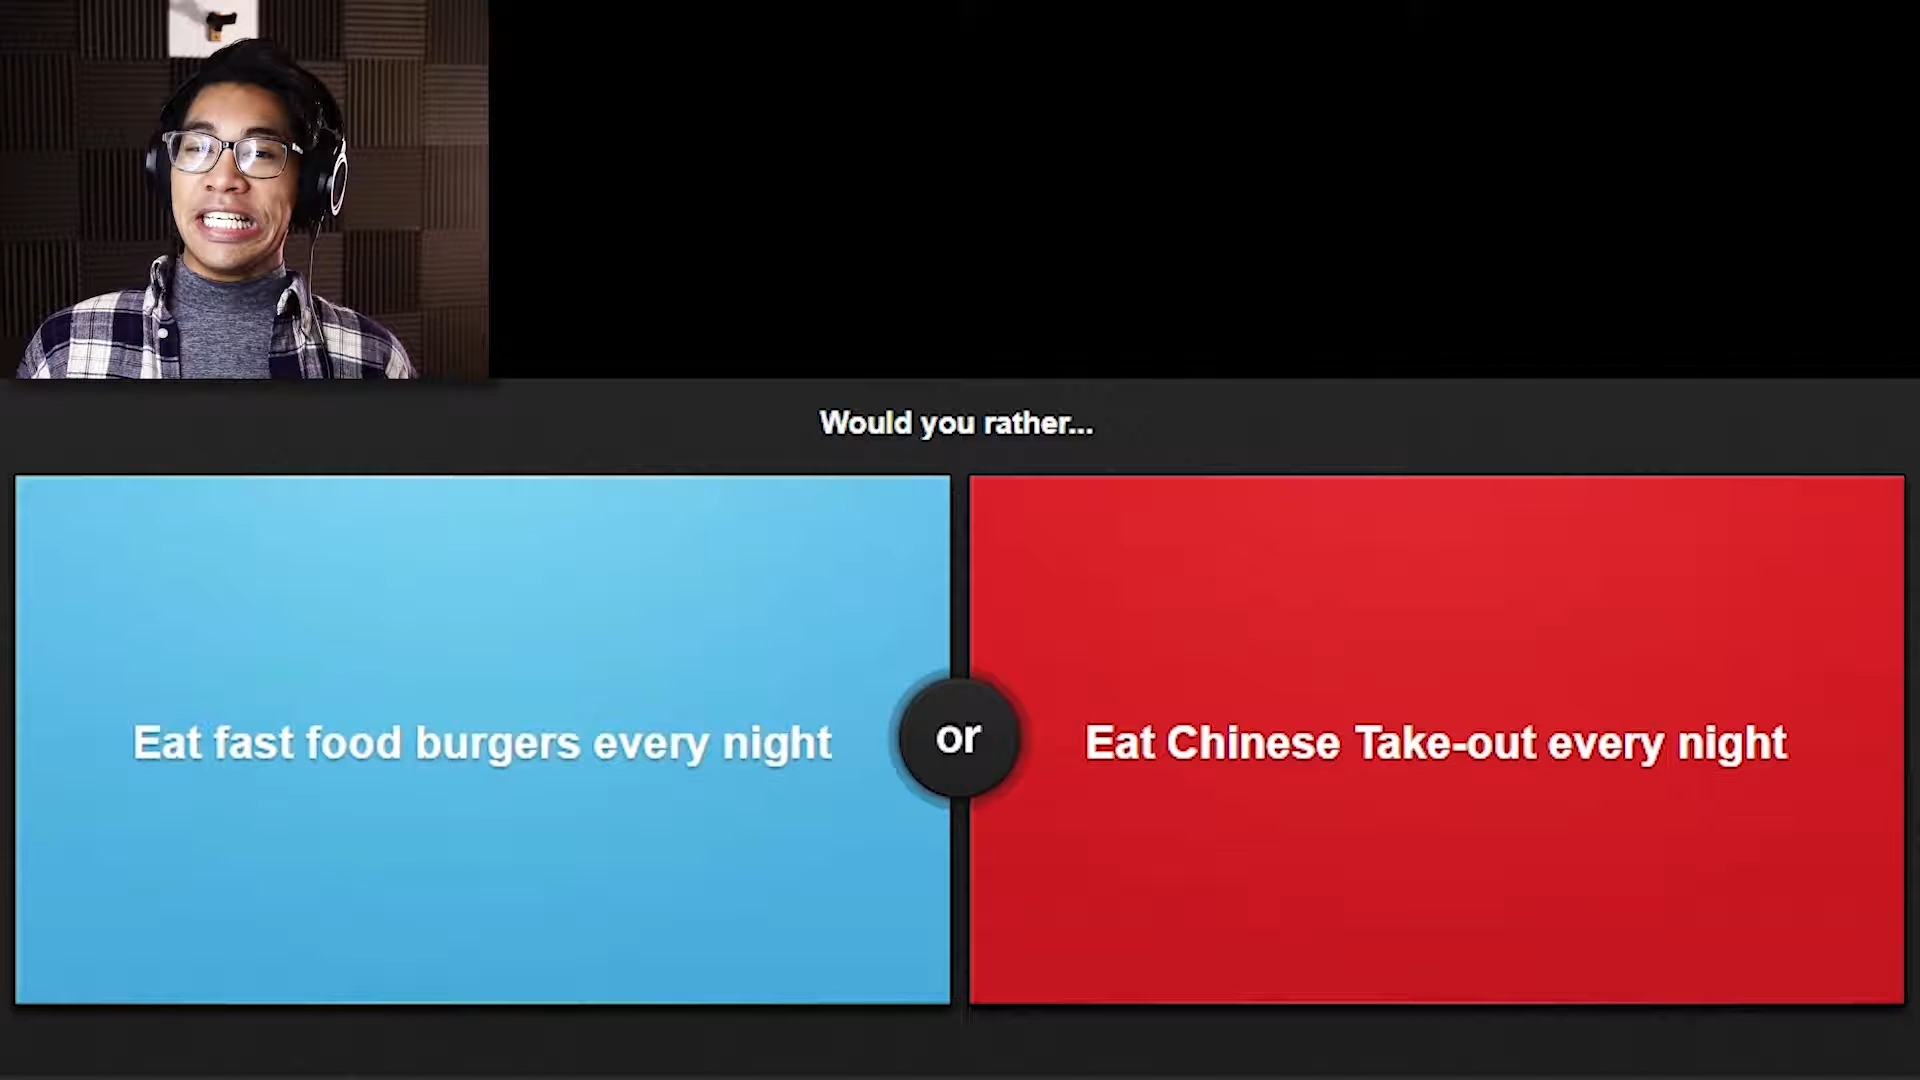 Would you rather...
Eat fast food burgers every night
or
Eat Chinese Take-out every night